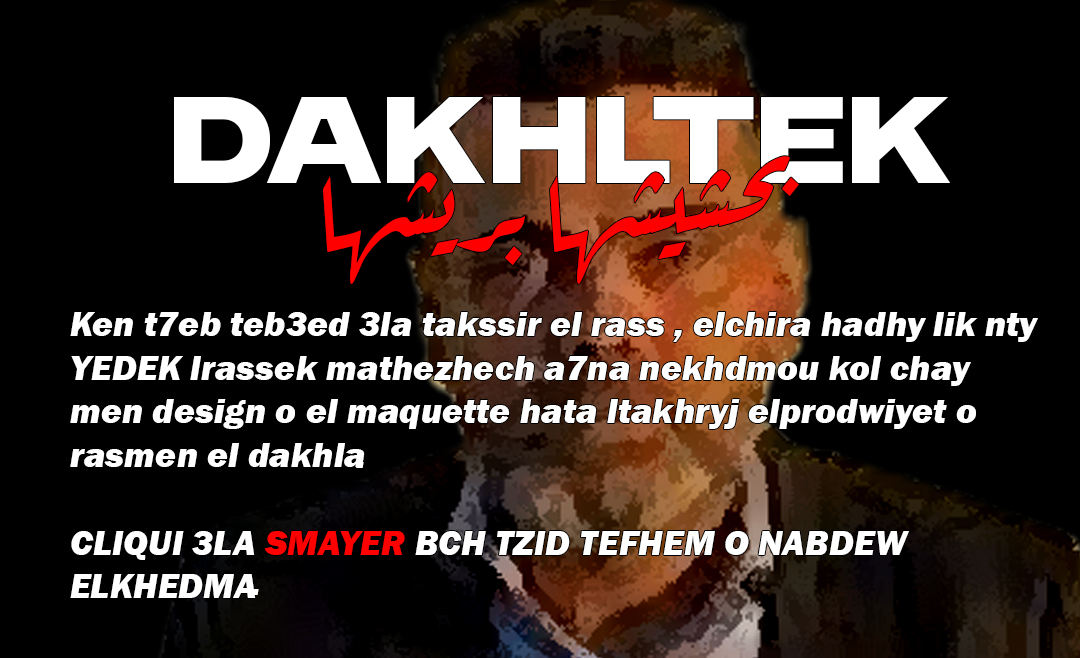 DAKHLTEK
بخشيشها بريشها
Ken t7eb teb3ed 3la takssir el rass , elchira hadhy lik nty
YEDEK lrassek mathezhech a7na nekhdmou kol chay
men design o el maquette hata ltakhryj elprodwiyet o
rasmen el dakhla
CLIQUI 3LA SMAYER BCH TZID TEFHEM O NABDEW
ELKHEDMA